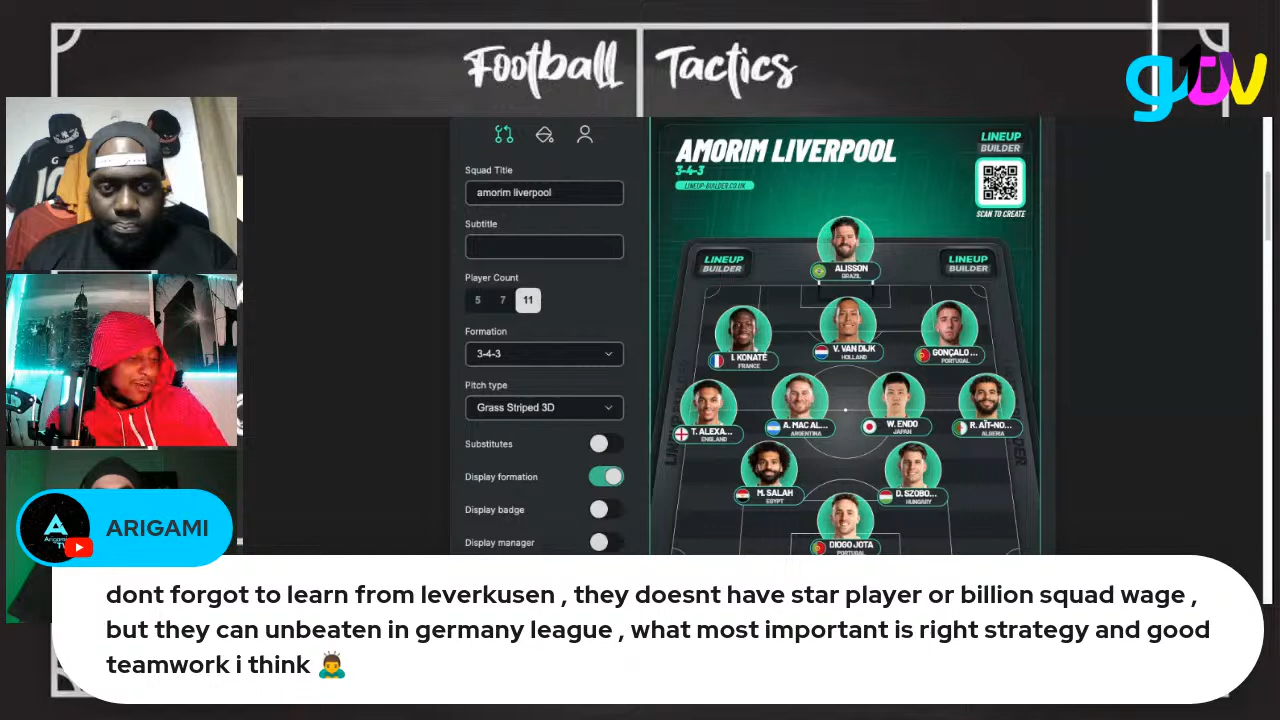 Football Tactics
g1tv
AMORIM LIVERPOOL
3-4-3
LINEUP-BUILDER.CO.UK
LINEUP
BUILDER
SCAN TO CREATE
Squad Title
amorim liverpool
Subtitle
Player Count
5 7 11
Formation
3-4-3
Pitch type
Grass Striped 3D
Substitutes
Display formation
Display badge
Display manager
LINEUP
BUILDER
LINEUP
BUILDER
ALISSON
BRAZIL
I. KONATÉ
FRANCE
V. VAN DIJK
HOLLAND
GONÇALO ...
PORTUGAL
T. ALEXA...
ENGLAND
A. MAC AL...
ARGENTINA
W. ENDO
JAPAN
R. AÏT-NO...
ALGERIA
M. SALAH
EGYPT
D. SZOBO...
HUNGARY
DIOGO JOTA
PORTUGAL
ARIGAMI
dont forgot to learn from leverkusen , they doesnt have star player or billion squad wage ,
but they can unbeaten in germany league , what most important is right strategy and good
teamwork i think 🙇‍♂️